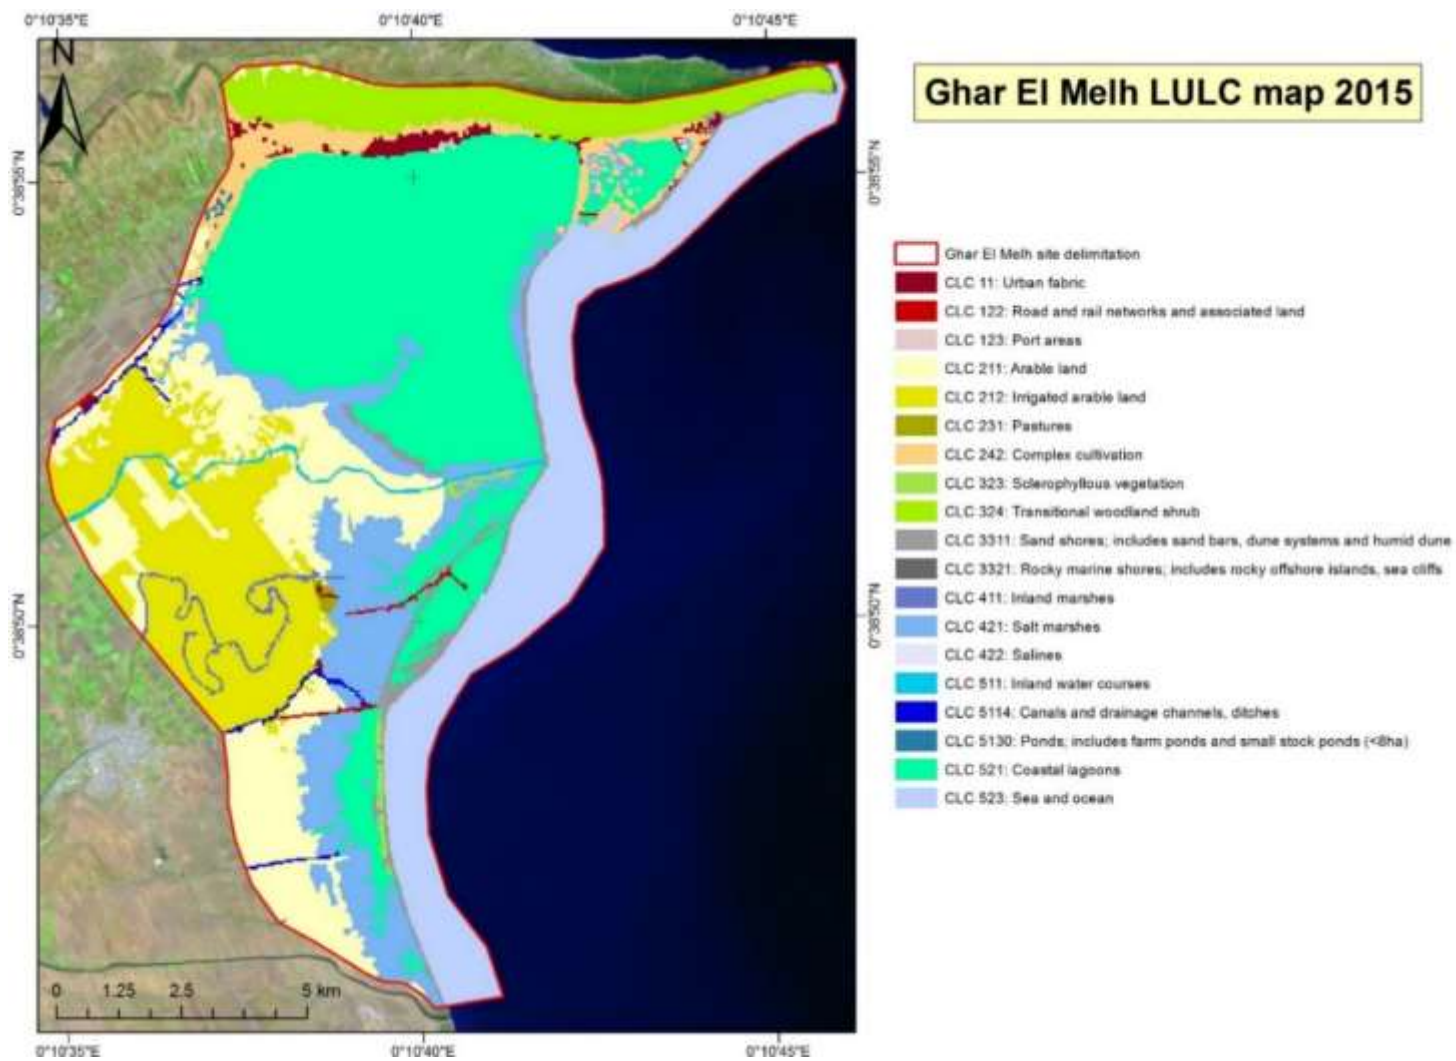 0°10'35"E 0°10'40"E 0°10'45"E
N
Ghar El Melh LULC map 2015
0°38'55"N
0°38'55"N
Ghar El Melh site delimitation
CLC 11: Urban fabric
CLC 122: Road and rail networks and associated land
CLC 123: Port areas
CLC 211: Arable land
CLC 212: Irrigated arable land
CLC 231: Pastures
CLC 242: Complex cultivation
CLC 323: Sclerophyllous vegetation
CLC 324: Transitional woodland shrub
CLC 3311: Sand shores; includes sand bars, dune systems and humid dune
CLC 3321: Rocky marine shores; includes rocky offshore islands, sea cliffs
CLC 411: Inland marshes
CLC 421: Salt marshes
CLC 422: Salines
CLC 511: Inland water courses
CLC 5114: Canals and drainage channels, ditches
CLC 5130: Ponds; includes farm ponds and small stock ponds (<8ha)
CLC 521: Coastal lagoons
CLC 523: Sea and ocean
0°38'50"N
0°38'50"N
0 1.25 2.5 5 km
0°10'35"E 0°10'40"E 0°10'45"E